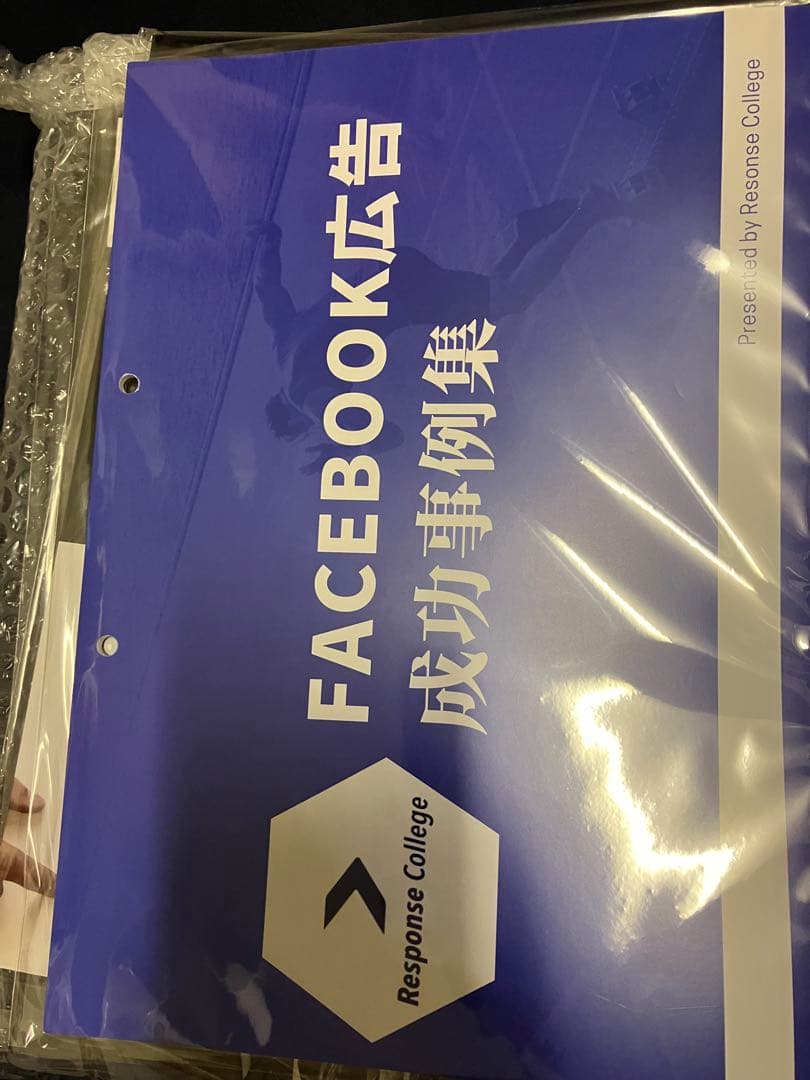 FACEBOOK広告
成功事例集
Response College
Presented by Resonse College